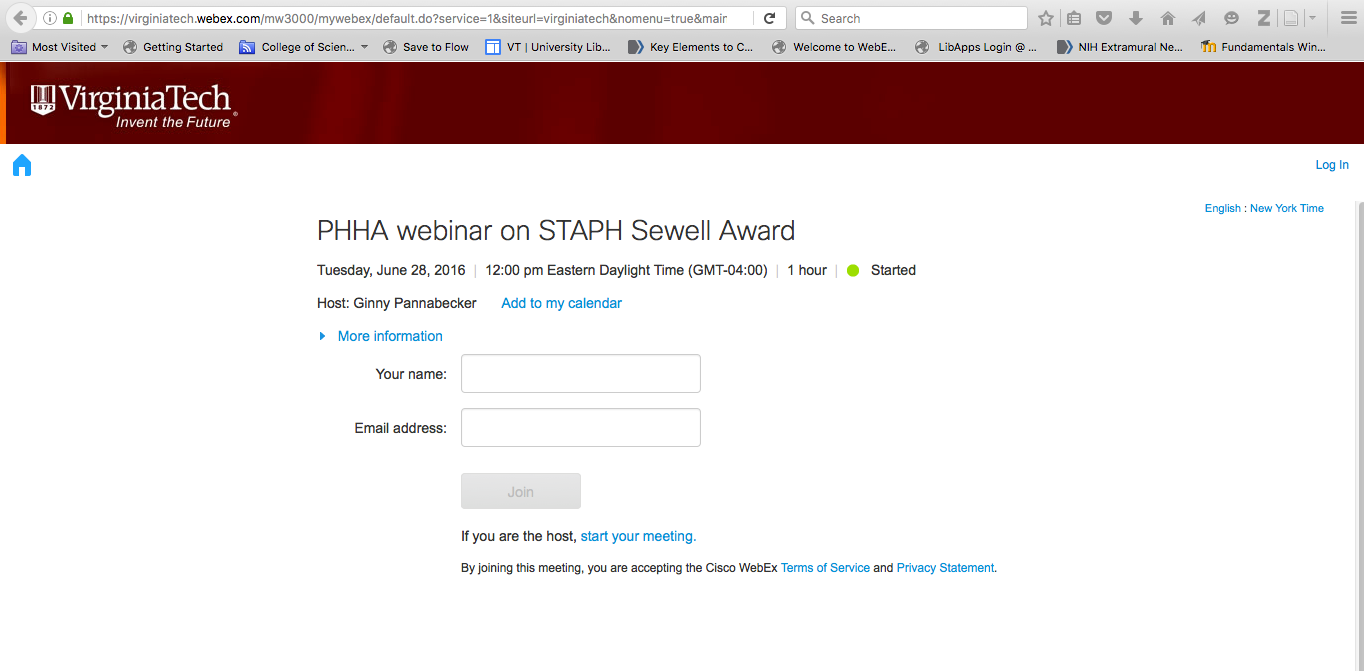 https://virginiatech.webex.com/mw3000/mywebex/default.do?service=1&siteurl=virginiatech&nomenu=true&main
Search
Most Visited
Getting Started
College of Scien...
Save to Flow
VT | University Lib...
Key Elements to C...
Welcome to WebE...
LibApps Login @ ...
NIH Extramural Ne...
Fundamentals Win...
1872
VirginiaTech®
Invent the Future
Log In
English : New York Time
PHHA webinar on STAPH Sewell Award
Tuesday, June 28, 2016 | 12:00 pm Eastern Daylight Time (GMT-04:00) | 1 hour | Started
Host: Ginny Pannabecker Add to my calendar
More information
Your name:
Email address:
Join
If you are the host, start your meeting.
By joining this meeting, you are accepting the Cisco WebEx Terms of Service and Privacy Statement.